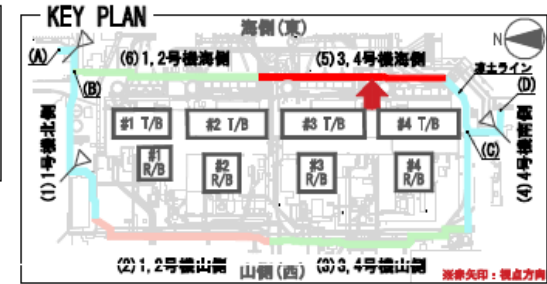 KEY PLAN
海側(東)
N
(A)
(6)1,2号機海側
(5)3,4号機海側
凍土ライン
(B)
(D)
#1 T/B
#2 T/B
#3 T/B
#4 T/B
(C)
(1)1号機北側
#1
R/B
#2
R/B
#3
R/B
#4
R/B
(4)4号機南側
(2)1,2号機山側
山側(西)
(3)3,4号機山側
※赤矢印:視点方向